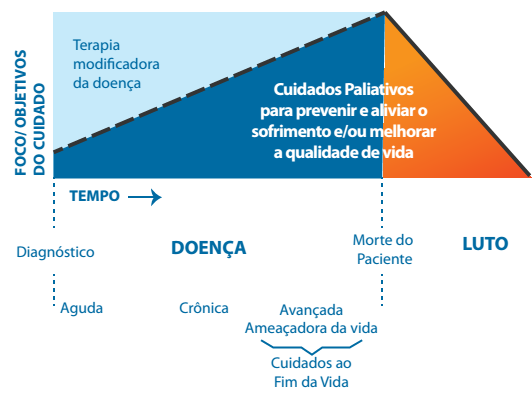 Terapia
modificadora
da doença
FOCO/ OBJETIVOS
DO CUIDADO
Cuidados Paliativos
para prevenir e aliviar o
sofrimento e/ou melhorar
a qualidade de vida
TEMPO
Diagnóstico
DOENÇA
Morte do
Paciente
LUTO
Aguda
Crônica
Avançada
Ameaçadora da vida
Cuidados ao
Fim da Vida